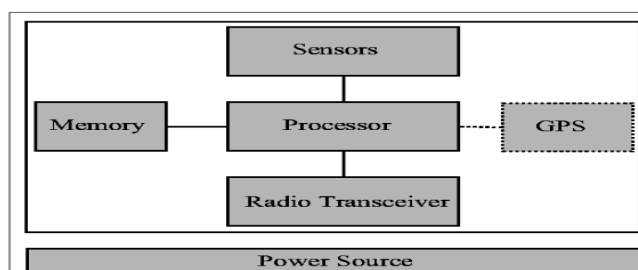 Sensors
Memory
Processor
GPS
Radio Transceiver
Power Source